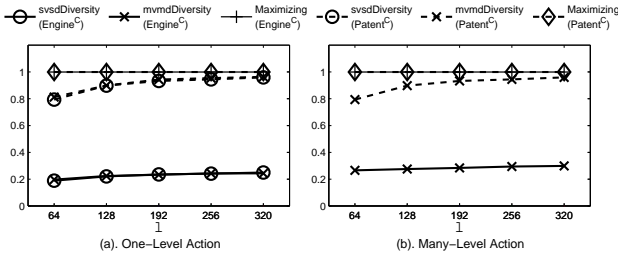 svsdDiversity mvmdDiversity Maximizing svsdDiversity mvmdDiversity Maximizing
(Engine^C) (Engine^C) (Engine^C) (Patent^C) (Patent^C) (Patent^C)
1 1
0.8 0.8
0.6 0.6
0.4 0.4
0.2 0.2
0 0
64 128 192 256 320 64 128 192 256 320
l l
(a). One−Level Action (b). Many−Level Action